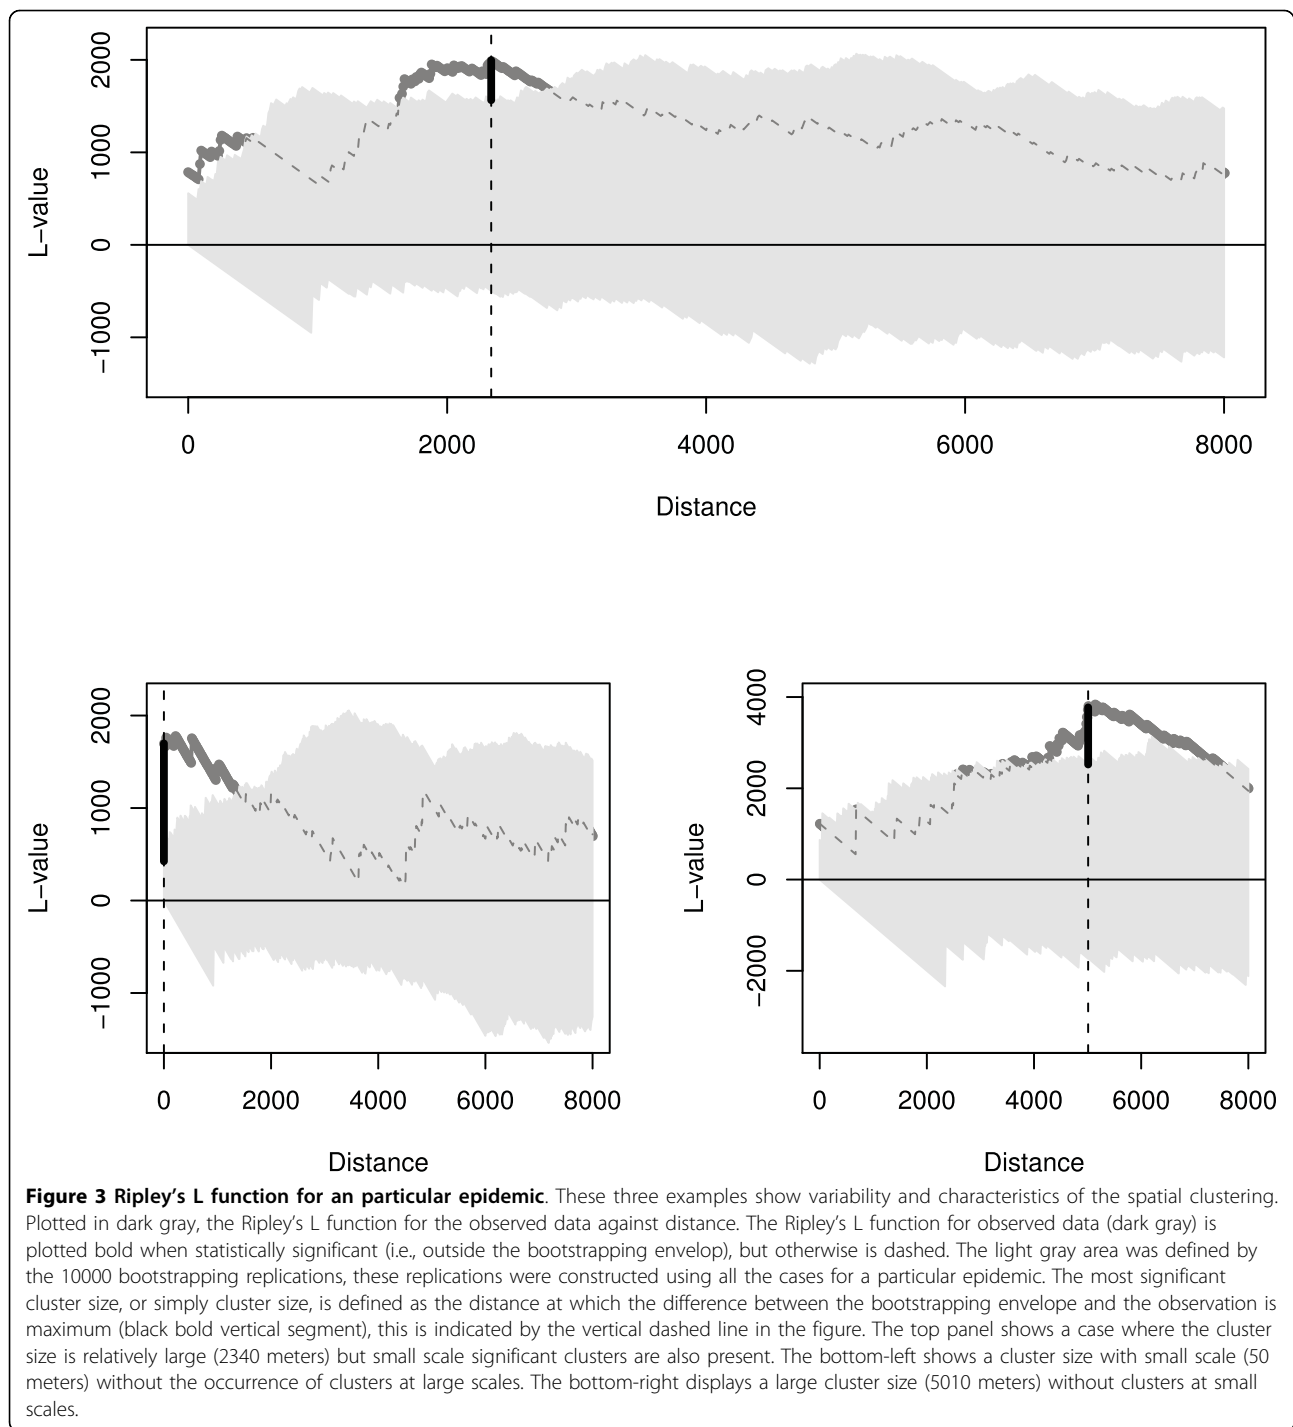 L−value
2000
1000
0
−1000
0 2000 4000 6000 8000
Distance
L−value
2000
1000
0
−1000
0 2000 4000 6000 8000
Distance
L−value
4000
2000
0
−2000
0 2000 4000 6000 8000
Distance
Figure 3 Ripley's L function for an particular epidemic. These three examples show variability and characteristics of the spatial clustering.
Plotted in dark gray, the Ripley's L function for the observed data against distance. The Ripley's L function for observed data (dark gray) is
plotted bold when statistically significant (i.e., outside the bootstrapping envelop), but otherwise is dashed. The light gray area was defined by
the 10000 bootstrapping replications, these replications were constructed using all the cases for a particular epidemic. The most significant
cluster size, or simply cluster size, is defined as the distance at which the difference between the bootstrapping envelope and the observation is
maximum (black bold vertical segment), this is indicated by the vertical dashed line in the figure. The top panel shows a case where the cluster
size is relatively large (2340 meters) but small scale significant clusters are also present. The bottom-left shows a cluster size with small scale (50
meters) without the occurrence of clusters at large scales. The bottom-right displays a large cluster size (5010 meters) without clusters at small
scales.